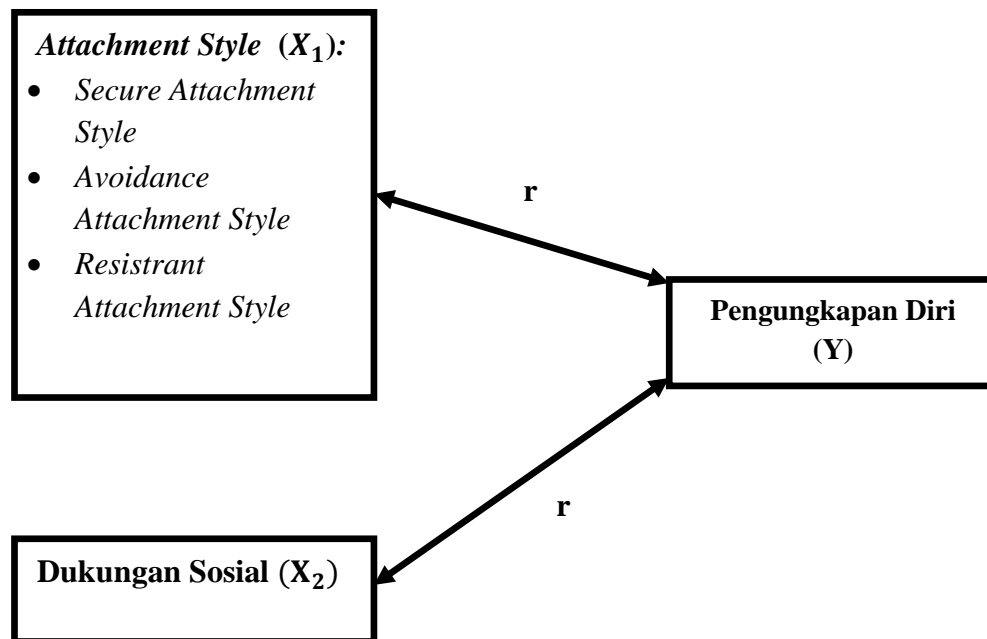 Attachment Style (X₁):
• Secure Attachment
Style
• Avoidance
Attachment Style
• Resistrant
Attachment Style
r
Pengungkapan Diri
(Y)
r
Dukungan Sosial (X₂)